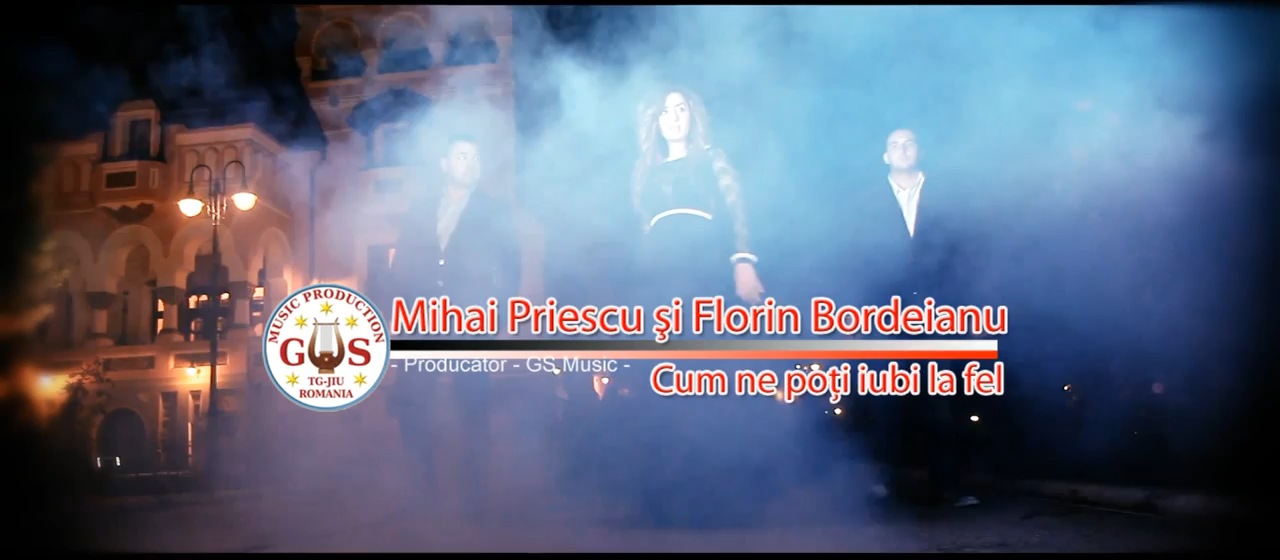 MUSIC PRODUCTION
GS
TG-JIU
ROMANIA
Mihai Priescu şi Florin Bordeianu
- Producator - GS Music -
Cum ne poți iubi la fel